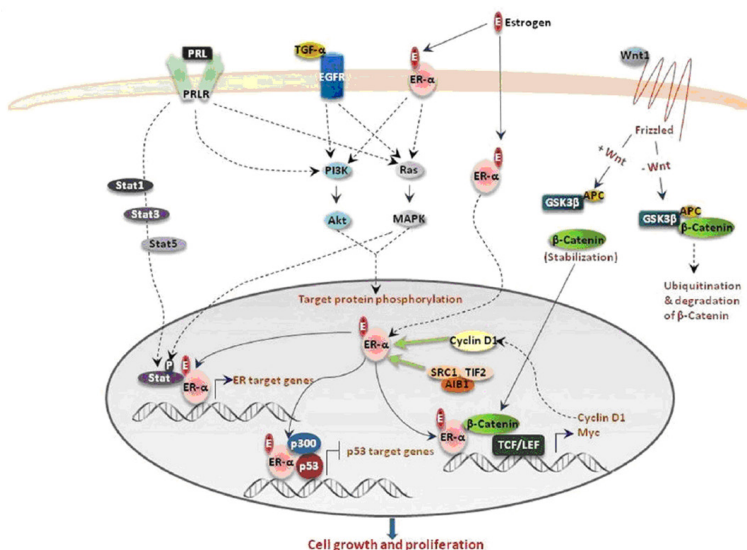 E Estrogen
PRL
TGF-α
E
Wnt1
EGFR
ER-α
PRLR
Frizzled
+ Wnt
- Wnt
E
PI3K
Ras
ER-α
Stat1
APC
GSK3β
Stat3
Akt
MAPK
APC
GSK3β
β-Catenin
Stat5
β-Catenin
(Stabilization)
Ubiquitination
& degradation
of β-Catenin
Target protein phosphorylation
E
ER-α
Cyclin D1
P
E
Stat
ER-α
ER target genes
SRC1
TIF2
AIB1
E
β-Catenin
Cyclin D1
Myc
ER-α
TCF/LEF
E
p300
ER-α
p53
p53 target genes
Cell growth and proliferation